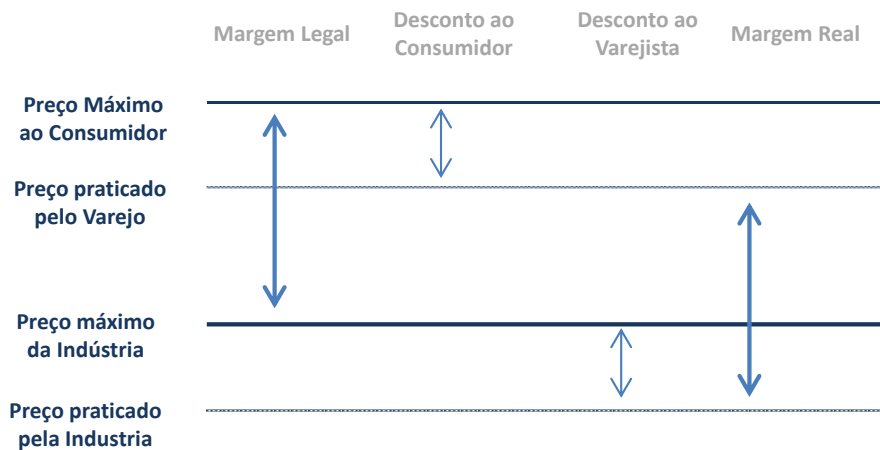 Margem Legal
Desconto ao
Consumidor
Desconto ao
Varejista
Margem Real
Preço Máximo
ao Consumidor
Preço praticado
pelo Varejo
Preço máximo
da Indústria
Preço praticado
pela Industria